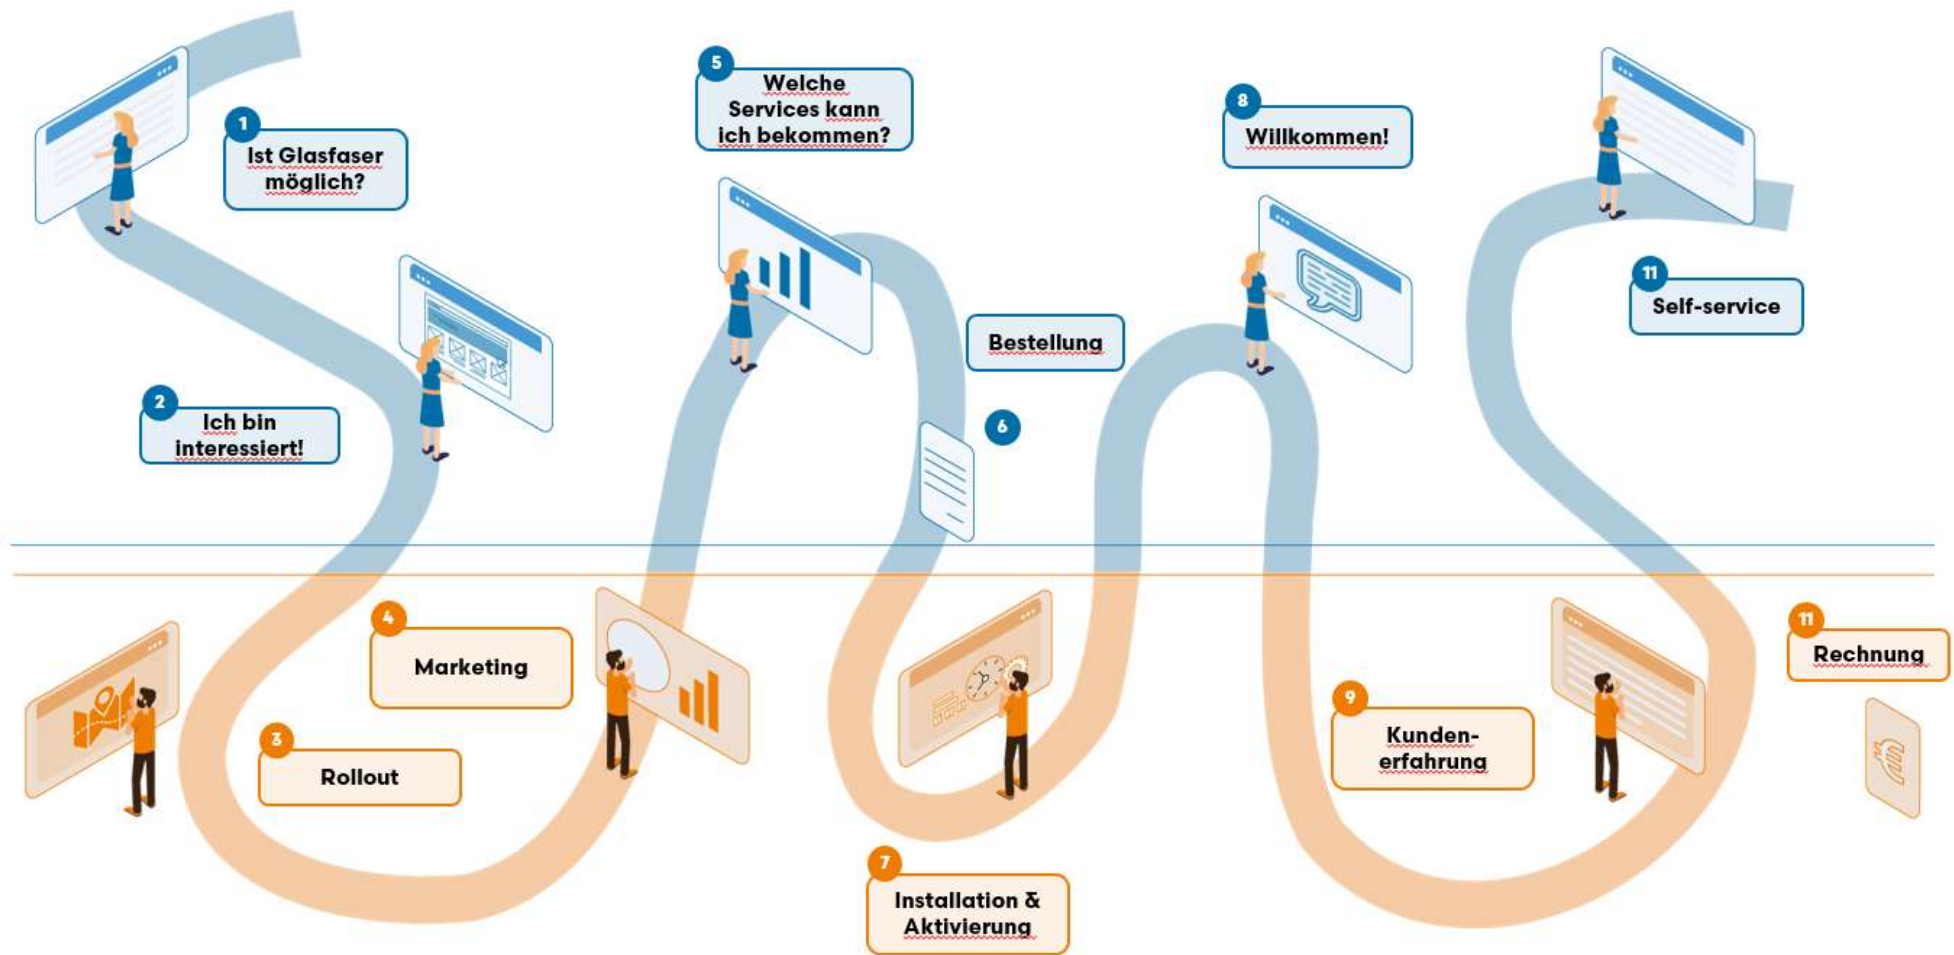 1
Ist Glasfaser
möglich?
2
Ich bin
interessiert!
3
Rollout
4
Marketing
5
Welche
Services kann
ich bekommen?
Bestellung
6
7
Installation &
Aktivierung
8
Willkommen!
9
Kunden-
erfahrung
11
Self-service
11
Rechnung